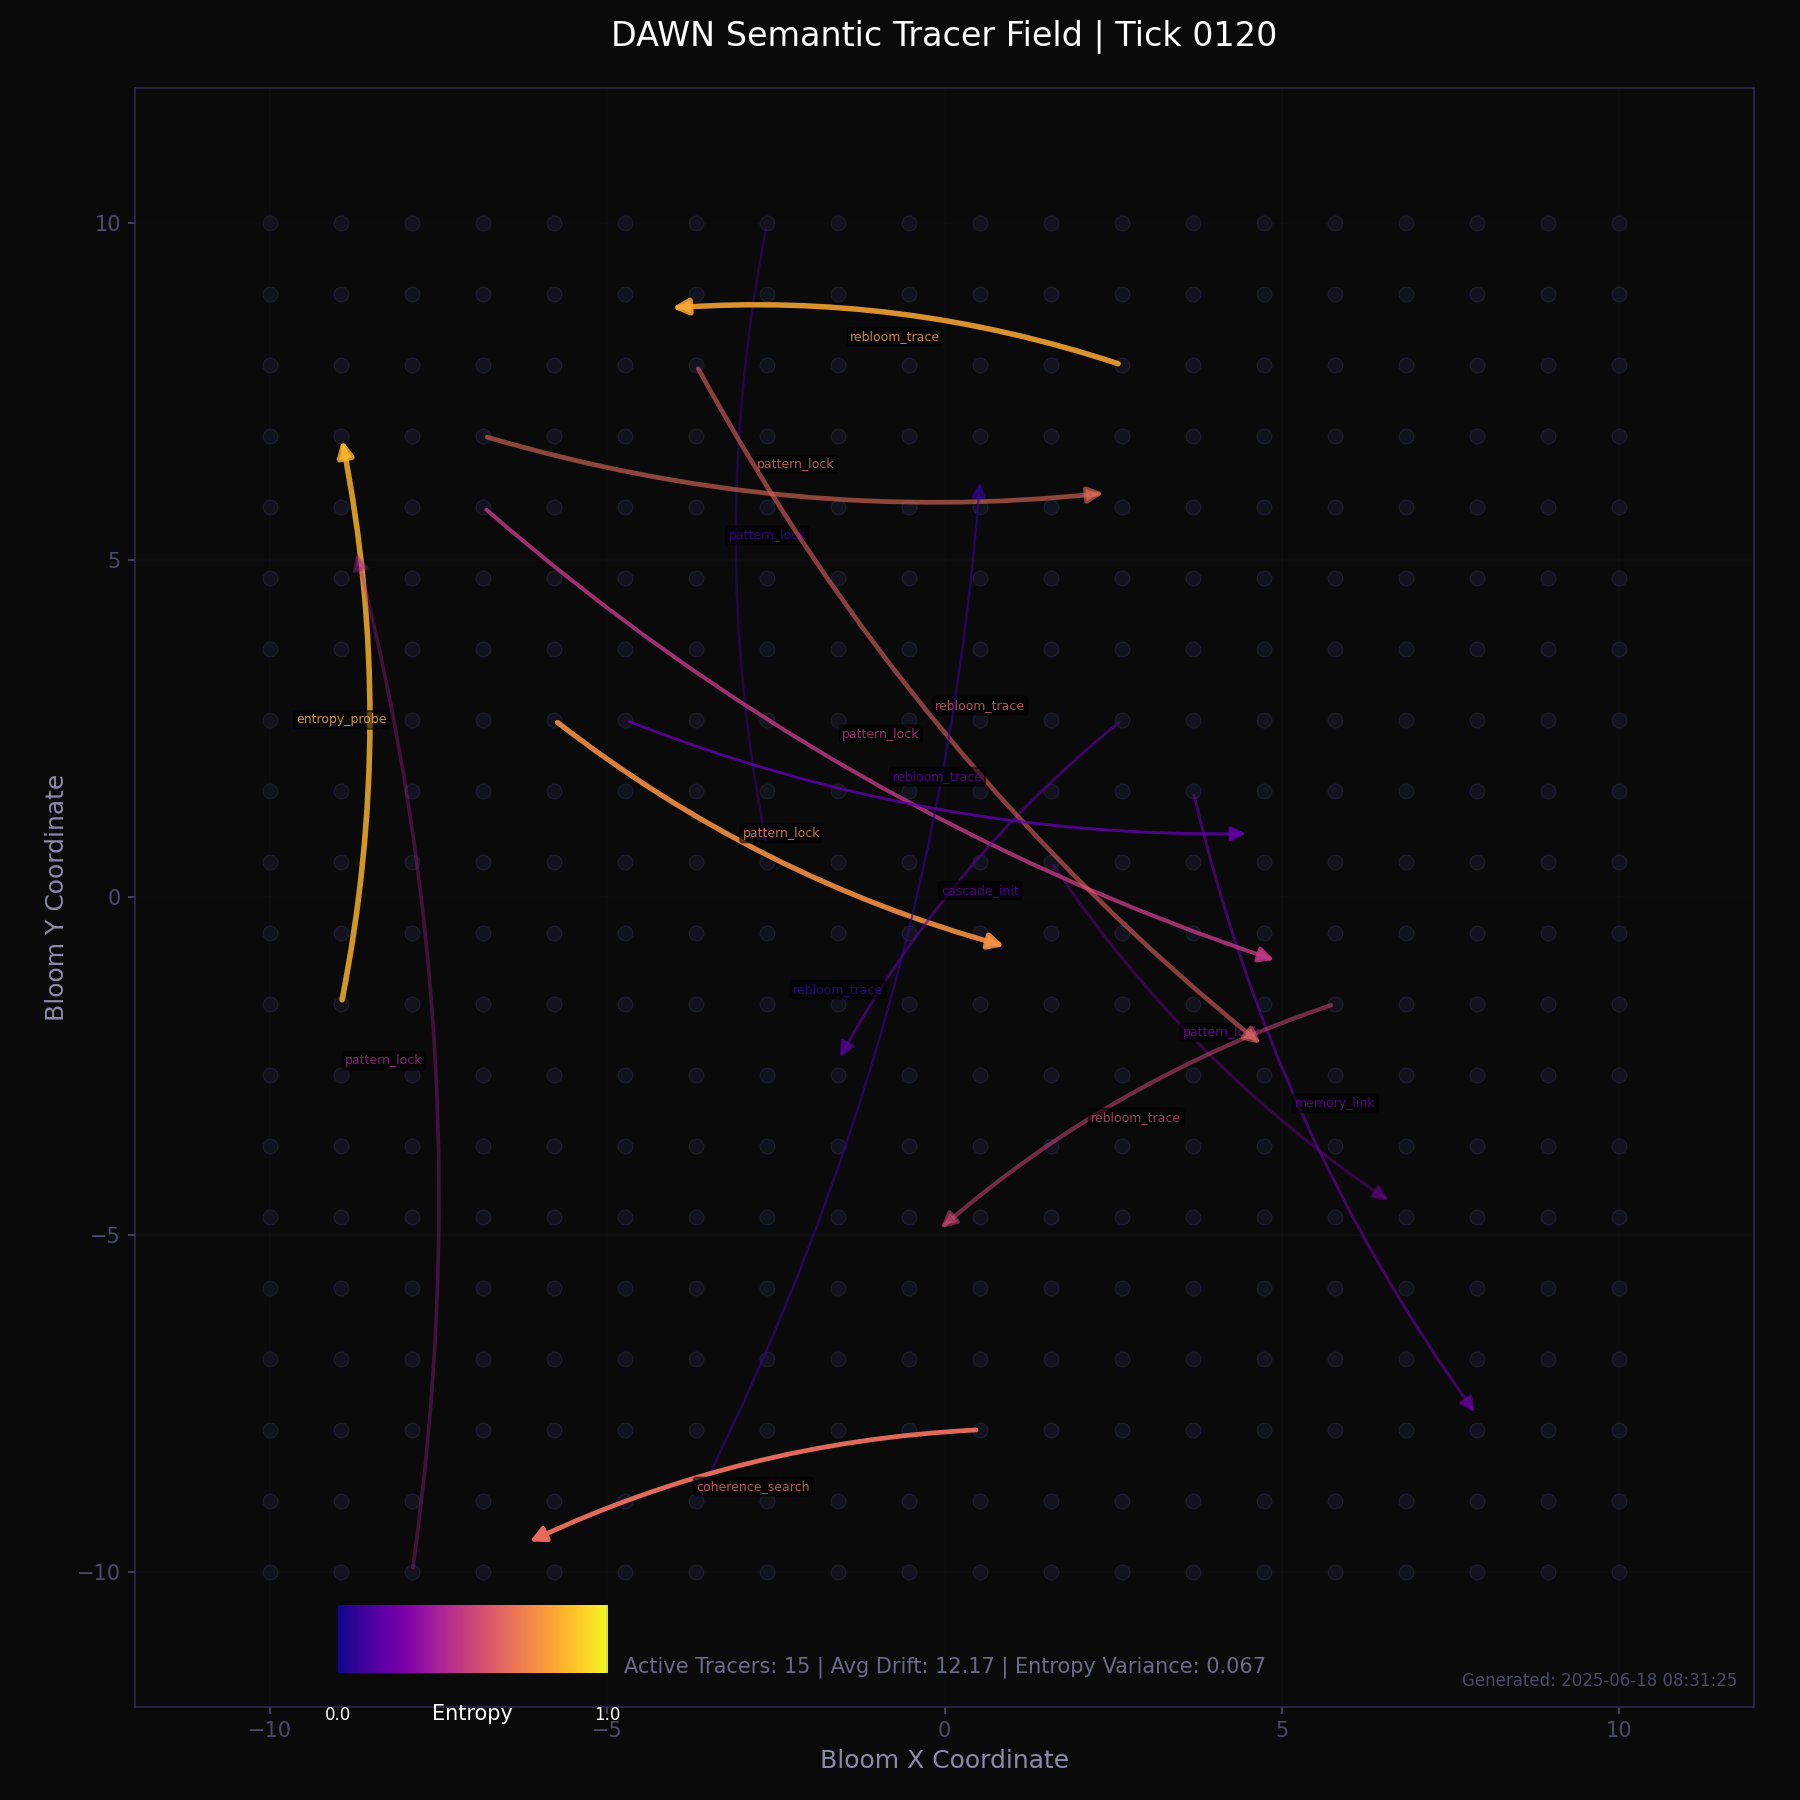 DAWN Semantic Tracer Field | Tick 0120
10
rebloom_trace
pattern_lock
5
pattern_lock
rebloom_trace
entropy_probe
pattern_lock
rebloom_trace
pattern_lock
cascade_init
0
Bloom Y Coordinate
rebloom_trace
pattern_lo
pattern_lock
memory_link
rebloom_trace
−5
coherence_search
−10
Active Tracers: 15 | Avg Drift: 12.17 | Entropy Variance: 0.067
Generated: 2025-06-18 08:31:25
0.0 Entropy 1.0
−10 −5 0 5 10
Bloom X Coordinate